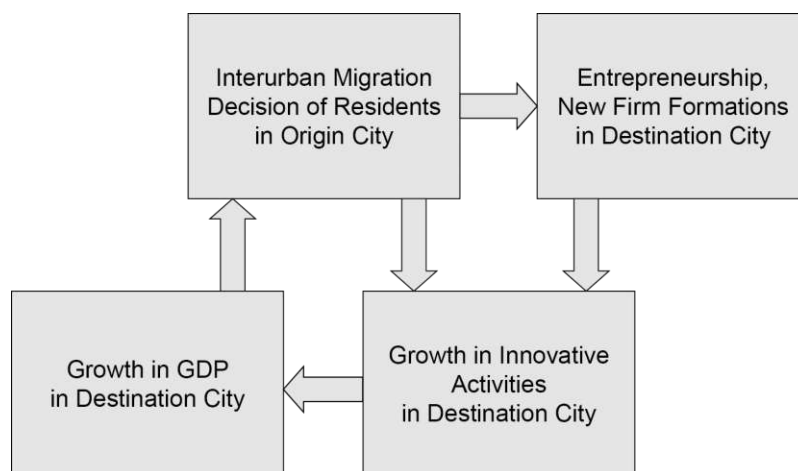 Interurban Migration
Decision of Residents
in Origin City
Entrepreneurship,
New Firm Formations
in Destination City
Growth in GDP
in Destination City
Growth in Innovative
Activities
in Destination City